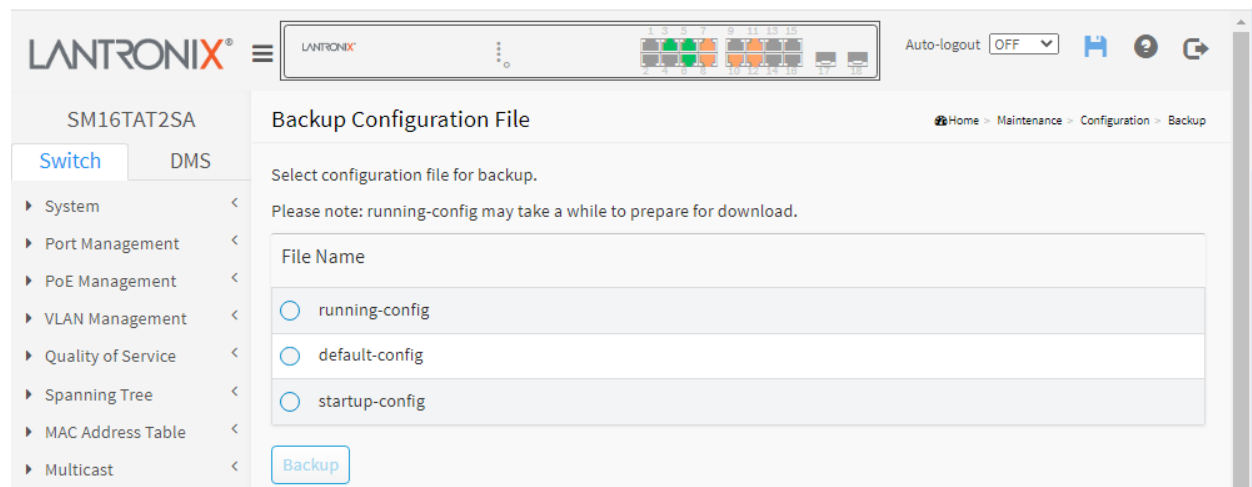 LANTRONIX®
LANTRONIX
1 3 5 7 9 11 13 15
2 4 6 8 10 12 14 16 17 18
Auto-logout OFF
SM16TAT2SA
Switch DMS
System
Port Management
PoE Management
VLAN Management
Quality of Service
Spanning Tree
MAC Address Table
Multicast
Backup Configuration File
Home > Maintenance > Configuration > Backup
Select configuration file for backup.
Please note: running-config may take a while to prepare for download.
File Name
running-config
default-config
startup-config
Backup